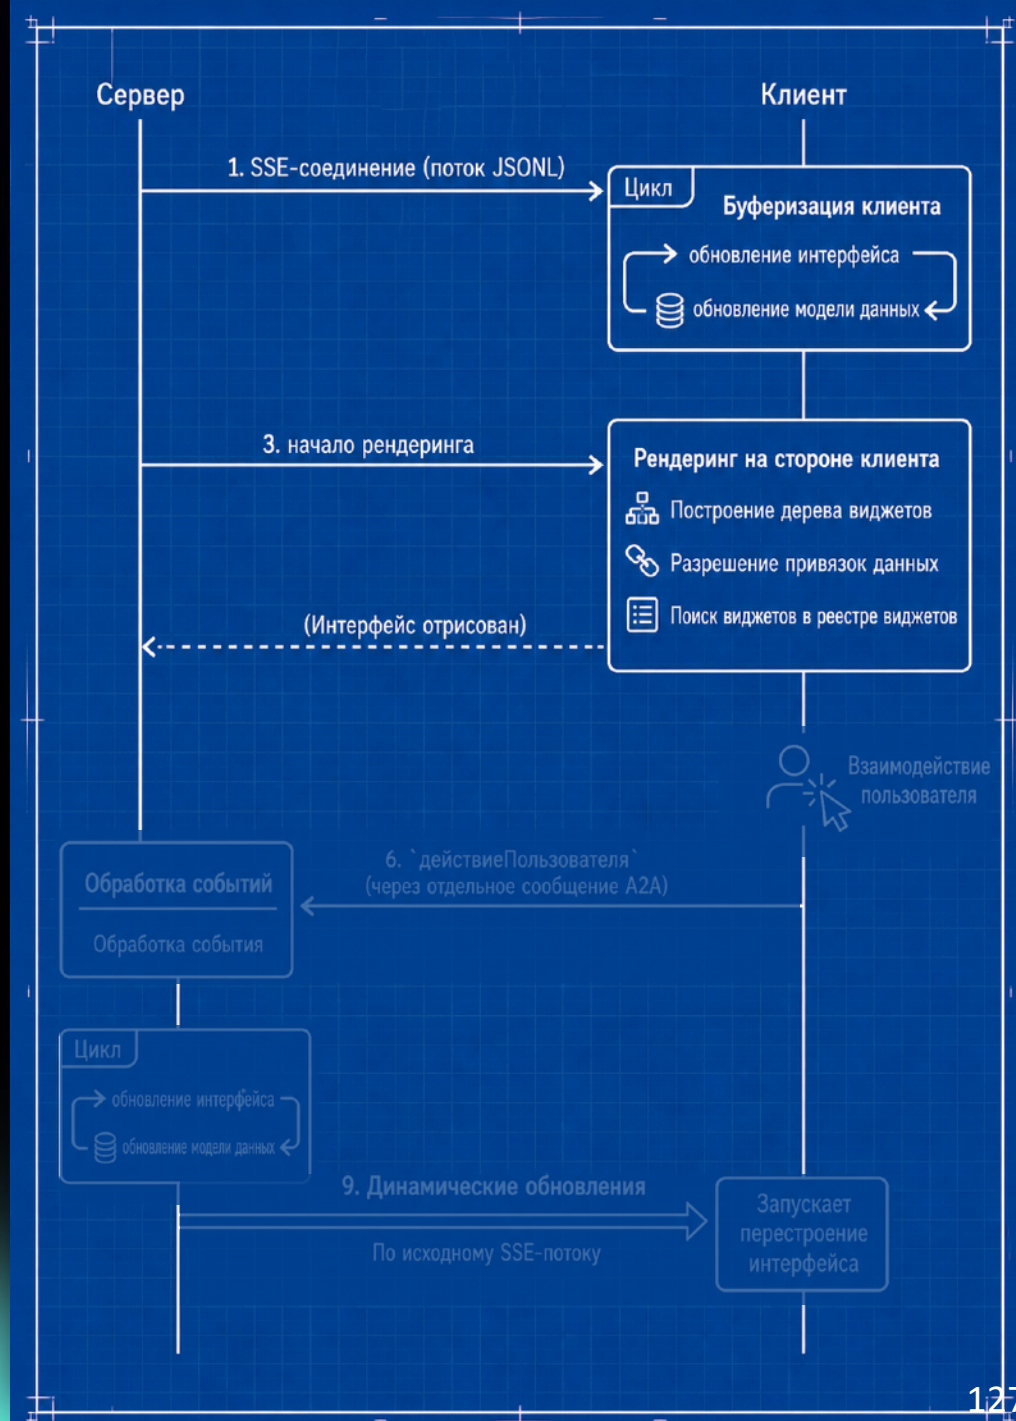 Сервер
Клиент
1. SSE-соединение (поток JSONL)
Цикл
Буферизация клиента
обновление интерфейса
обновление модели данных
3. начало рендеринга
Рендеринг на стороне клиента
Построение дерева виджетов
Разрешение привязок данных
Поиск виджетов в реестре виджетов
(Интерфейс отрисован)
Взаимодействие
пользователя
6. `действиеПользователя`
(через отдельное сообщение A2A)
Обработка событий
Обработка события
Цикл
обновление интерфейса
обновление модели данных
9. Динамические обновления
По исходному SSE-потоку
Запускает
перестроение
интерфейса
127